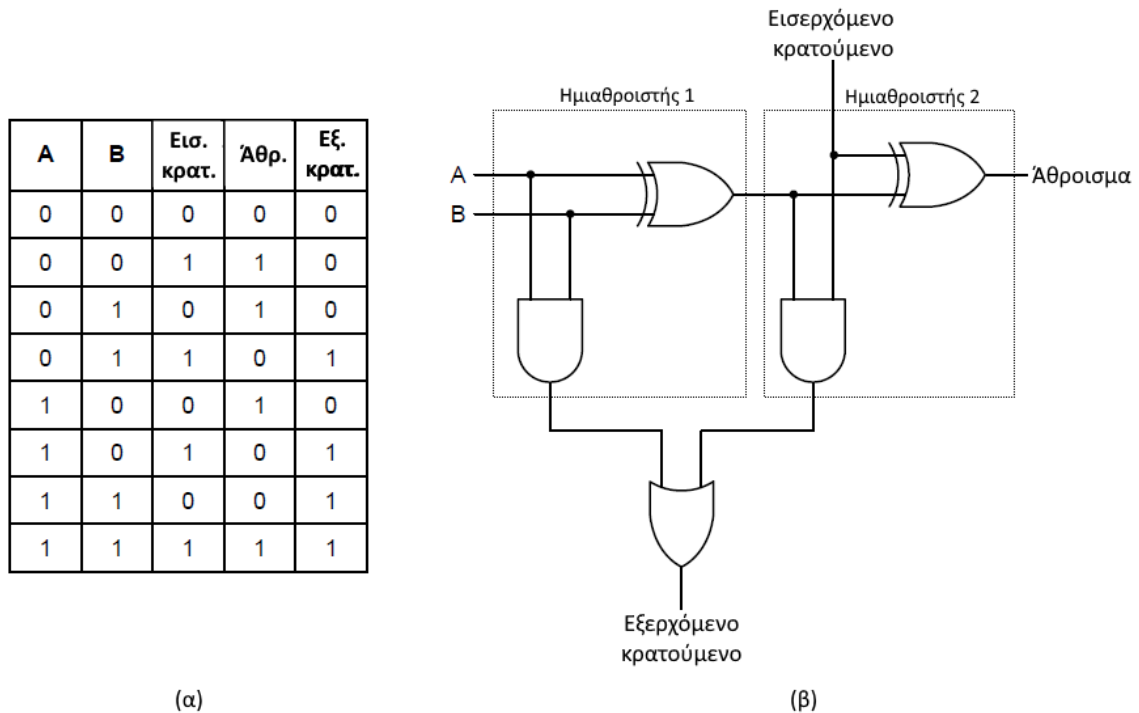 Εισερχόμενο
κρατούμενο
Ημιαθροιστής 1
Ημιαθροιστής 2
A B Εισ. κρατ. Άθρ. Εξ. κρατ.
0 0 0 0 0
0 0 1 1 0
0 1 0 1 0
0 1 1 0 1
1 0 0 1 0
1 0 1 0 1
1 1 0 0 1
1 1 1 1 1
A
B
Άθροισμα
Εξερχόμενο
κρατούμενο
(α)
(β)